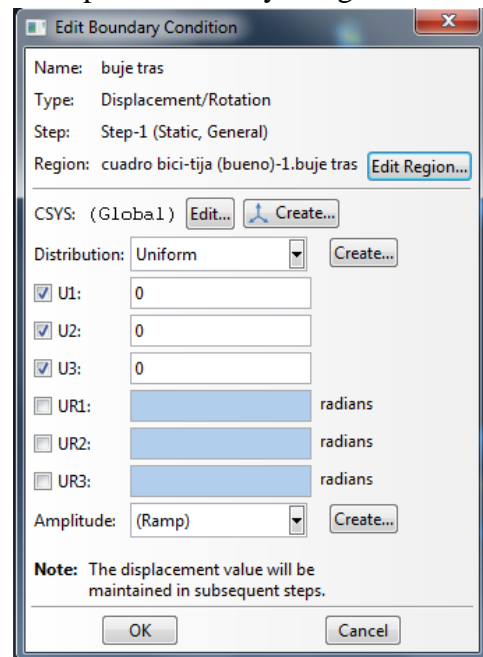 Edit Boundary Condition
Name: buje tras
Type: Displacement/Rotation
Step: Step-1 (Static, General)
Region: cuadro bici-tija (bueno)-1.buje tras Edit Region...
CSYS: (Global) Edit... Create...
Distribution: Uniform Create...
U1: 0
U2: 0
U3: 0
UR1: radians
UR2: radians
UR3: radians
Amplitude: (Ramp) Create...
Note: The displacement value will be
maintained in subsequent steps.
OK Cancel